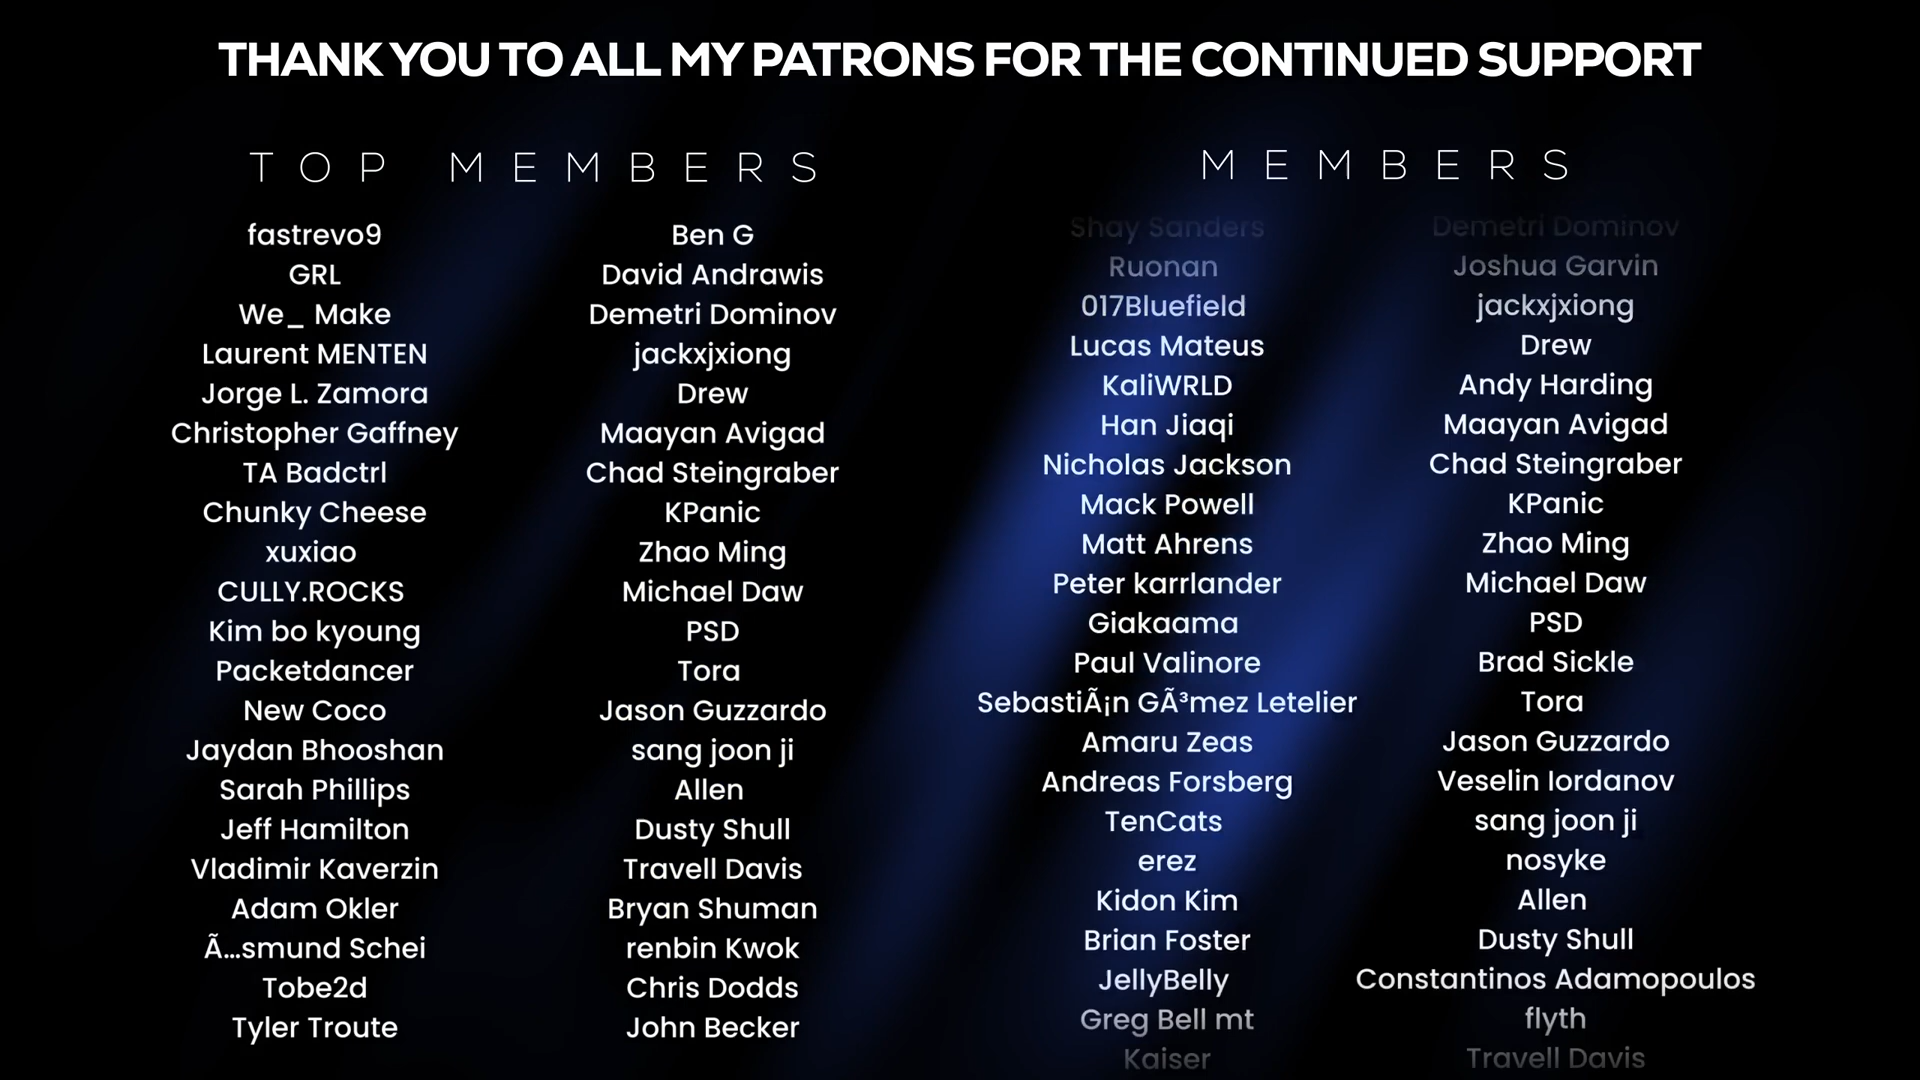 THANK YOU TO ALL MY PATRONS FOR THE CONTINUED SUPPORT
TOP MEMBERS
fastrevo9
GRL
We_ Make
Laurent MENTEN
Jorge L. Zamora
Christopher Gaffney
TA Badctrl
Chunky Cheese
xuxiao
CULLY.ROCKS
Kim bo kyoung
Packetdancer
New Coco
Jaydan Bhooshan
Sarah Phillips
Jeff Hamilton
Vladimir Kaverzin
Adam Okler
Ã…smund Schei
Tobe2d
Tyler Troute
Ben G
David Andrawis
Demetri Dominov
jackxjxiong
Drew
Maayan Avigad
Chad Steingraber
KPanic
Zhao Ming
Michael Daw
PSD
Tora
Jason Guzzardo
sang joon ji
Allen
Dusty Shull
Travell Davis
Bryan Shuman
renbin Kwok
Chris Dodds
John Becker
MEMBERS
Shay Sanders
Ruonan
017Bluefield
Lucas Mateus
KaliWRLD
Han Jiaqi
Nicholas Jackson
Mack Powell
Matt Ahrens
Peter karrlander
Giakaama
Paul Valinore
SebastiÃ¡n GÃ³mez Letelier
Amaru Zeas
Andreas Forsberg
TenCats
erez
Kidon Kim
Brian Foster
JellyBelly
Greg Bell mt
Kaiser
Demetri Dominov
Joshua Garvin
jackxjxiong
Drew
Andy Harding
Maayan Avigad
Chad Steingraber
KPanic
Zhao Ming
Michael Daw
PSD
Brad Sickle
Tora
Jason Guzzardo
Veselin Iordanov
sang joon ji
nosyke
Allen
Dusty Shull
Constantinos Adamopoulos
flyth
Travell Davis